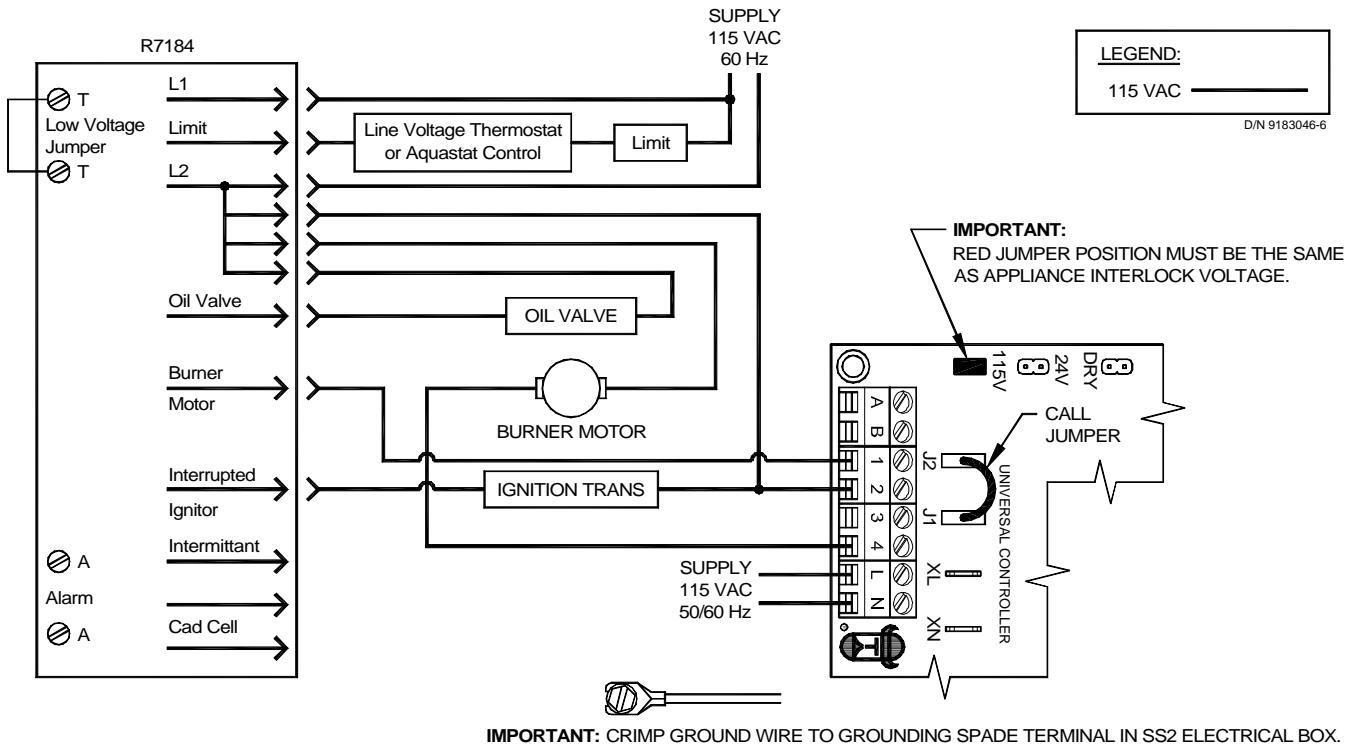 SUPPLY
115 VAC
60 Hz
R7184
LEGEND:
115 VAC
D/N 9183046-6
T
Low Voltage
Jumper
T
L1
Limit
L2
Line Voltage Thermostat
or Aquastat Control
Limit
IMPORTANT:
RED JUMPER POSITION MUST BE THE SAME
AS APPLIANCE INTERLOCK VOLTAGE.
Oil Valve
OIL VALVE
Burner
Motor
BURNER MOTOR
115V
24V
DRY
CALL
JUMPER
A
B
1
2
3
4
L
N
J2
J1
XL
XN
UNIVERSAL CONTROLLER
Interrupted
Ignitor
IGNITION TRANS
Intermittant
A
Alarm
A
Cad Cell
SUPPLY
115 VAC
50/60 Hz
IMPORTANT: CRIMP GROUND WIRE TO GROUNDING SPADE TERMINAL IN SS2 ELECTRICAL BOX.